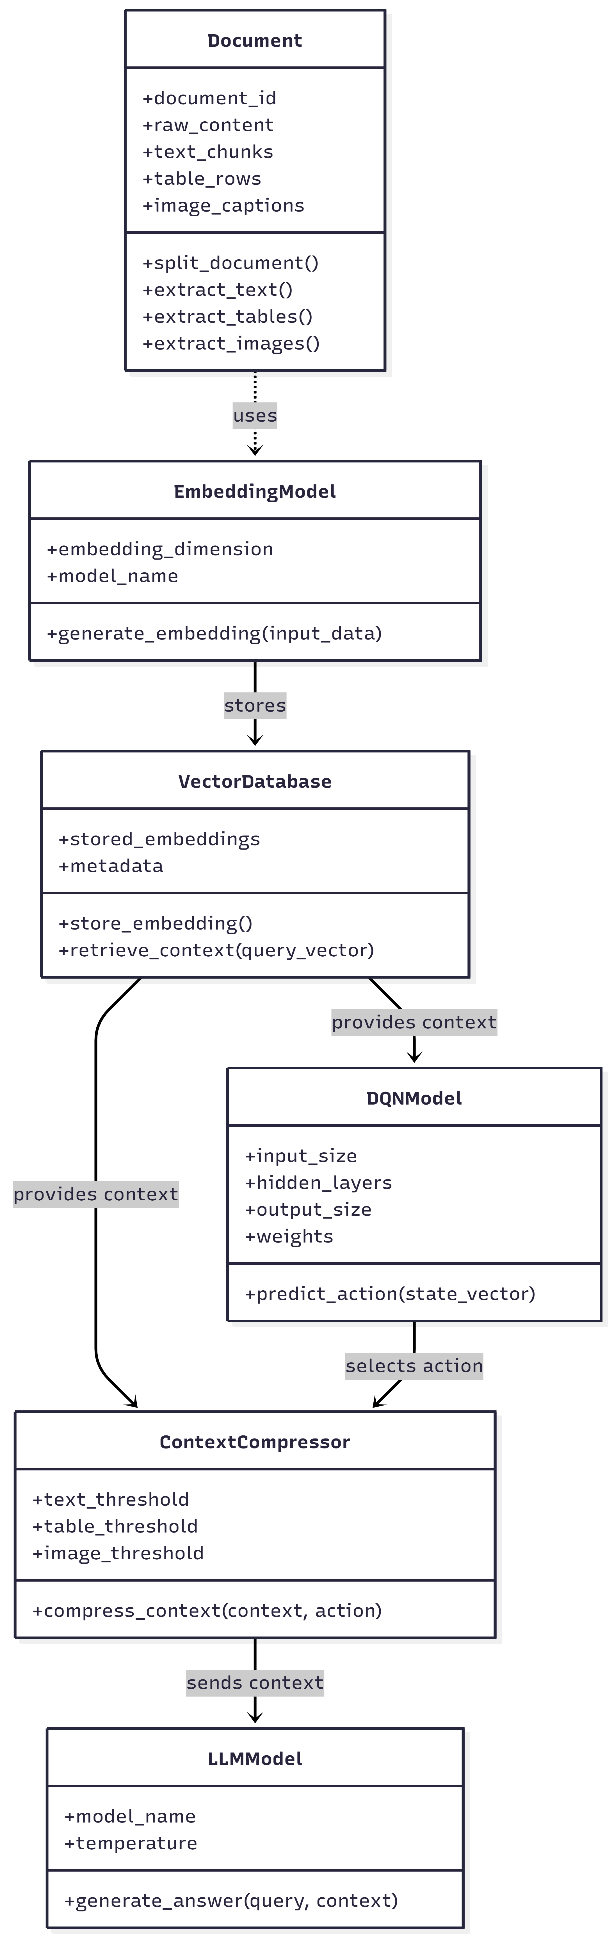 Document
+document_id
+raw_content
+text_chunks
+table_rows
+image_captions
+split_document()
+extract_text()
+extract_tables()
+extract_images()
uses
EmbeddingModel
+embedding_dimension
+model_name
+generate_embedding(input_data)
stores
VectorDatabase
+stored_embeddings
+metadata
+store_embedding()
+retrieve_context(query_vector)
provides context
DQNModel
+input_size
+hidden_layers
+output_size
+weights
+predict_action(state_vector)
provides context
selects action
ContextCompressor
+text_threshold
+table_threshold
+image_threshold
+compress_context(context, action)
sends context
LLMModel
+model_name
+temperature
+generate_answer(query, context)